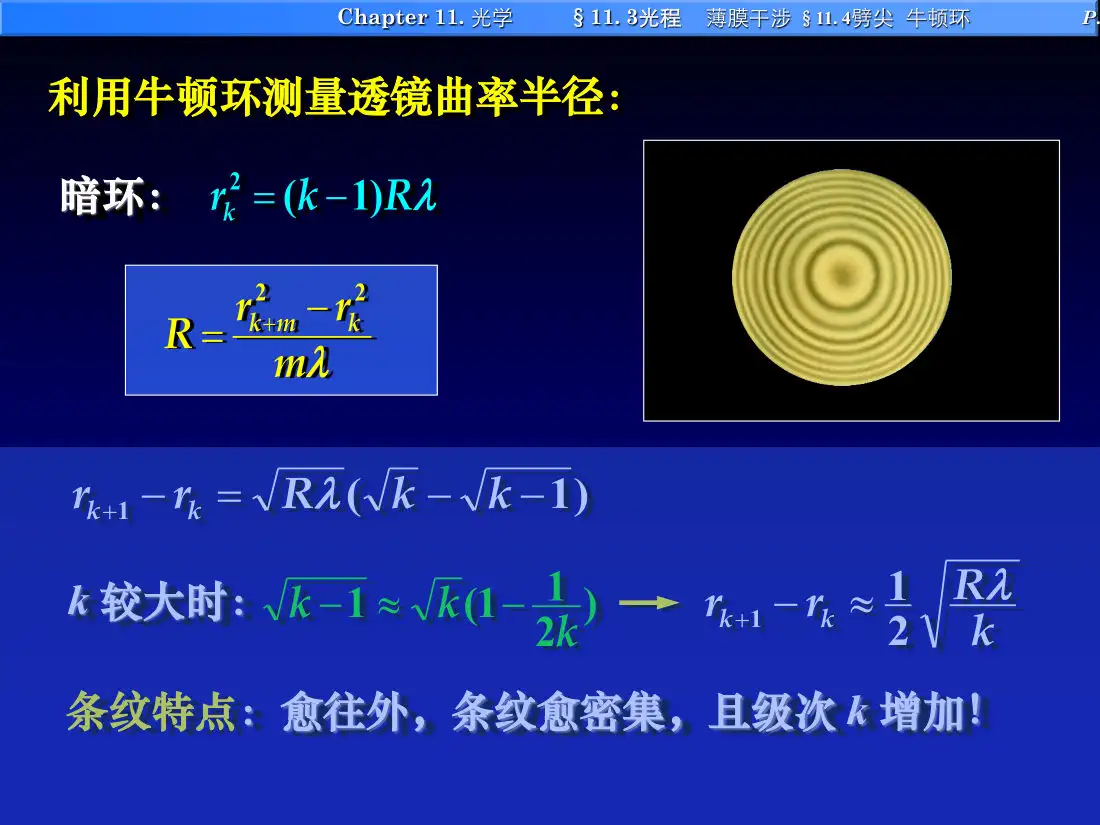 Chapter 11. 光学 §11. 3光程 薄膜干涉 §11. 4劈尖 牛顿环 P.
利用牛顿环测量透镜曲率半径:
暗环: r_k^2 = (k − 1)Rλ
R = (r_{k+m}^2 − r_k^2) / mλ
r_{k+1} − r_k = √(Rλ) (√k − √(k − 1))
k 较大时: √(k − 1) ≈ √k(1 − 1/2k) → r_{k+1} − r_k ≈ 1/2 √(Rλ/k)
条纹特点: 愈往外，条纹愈密集，且级次 k 增加！